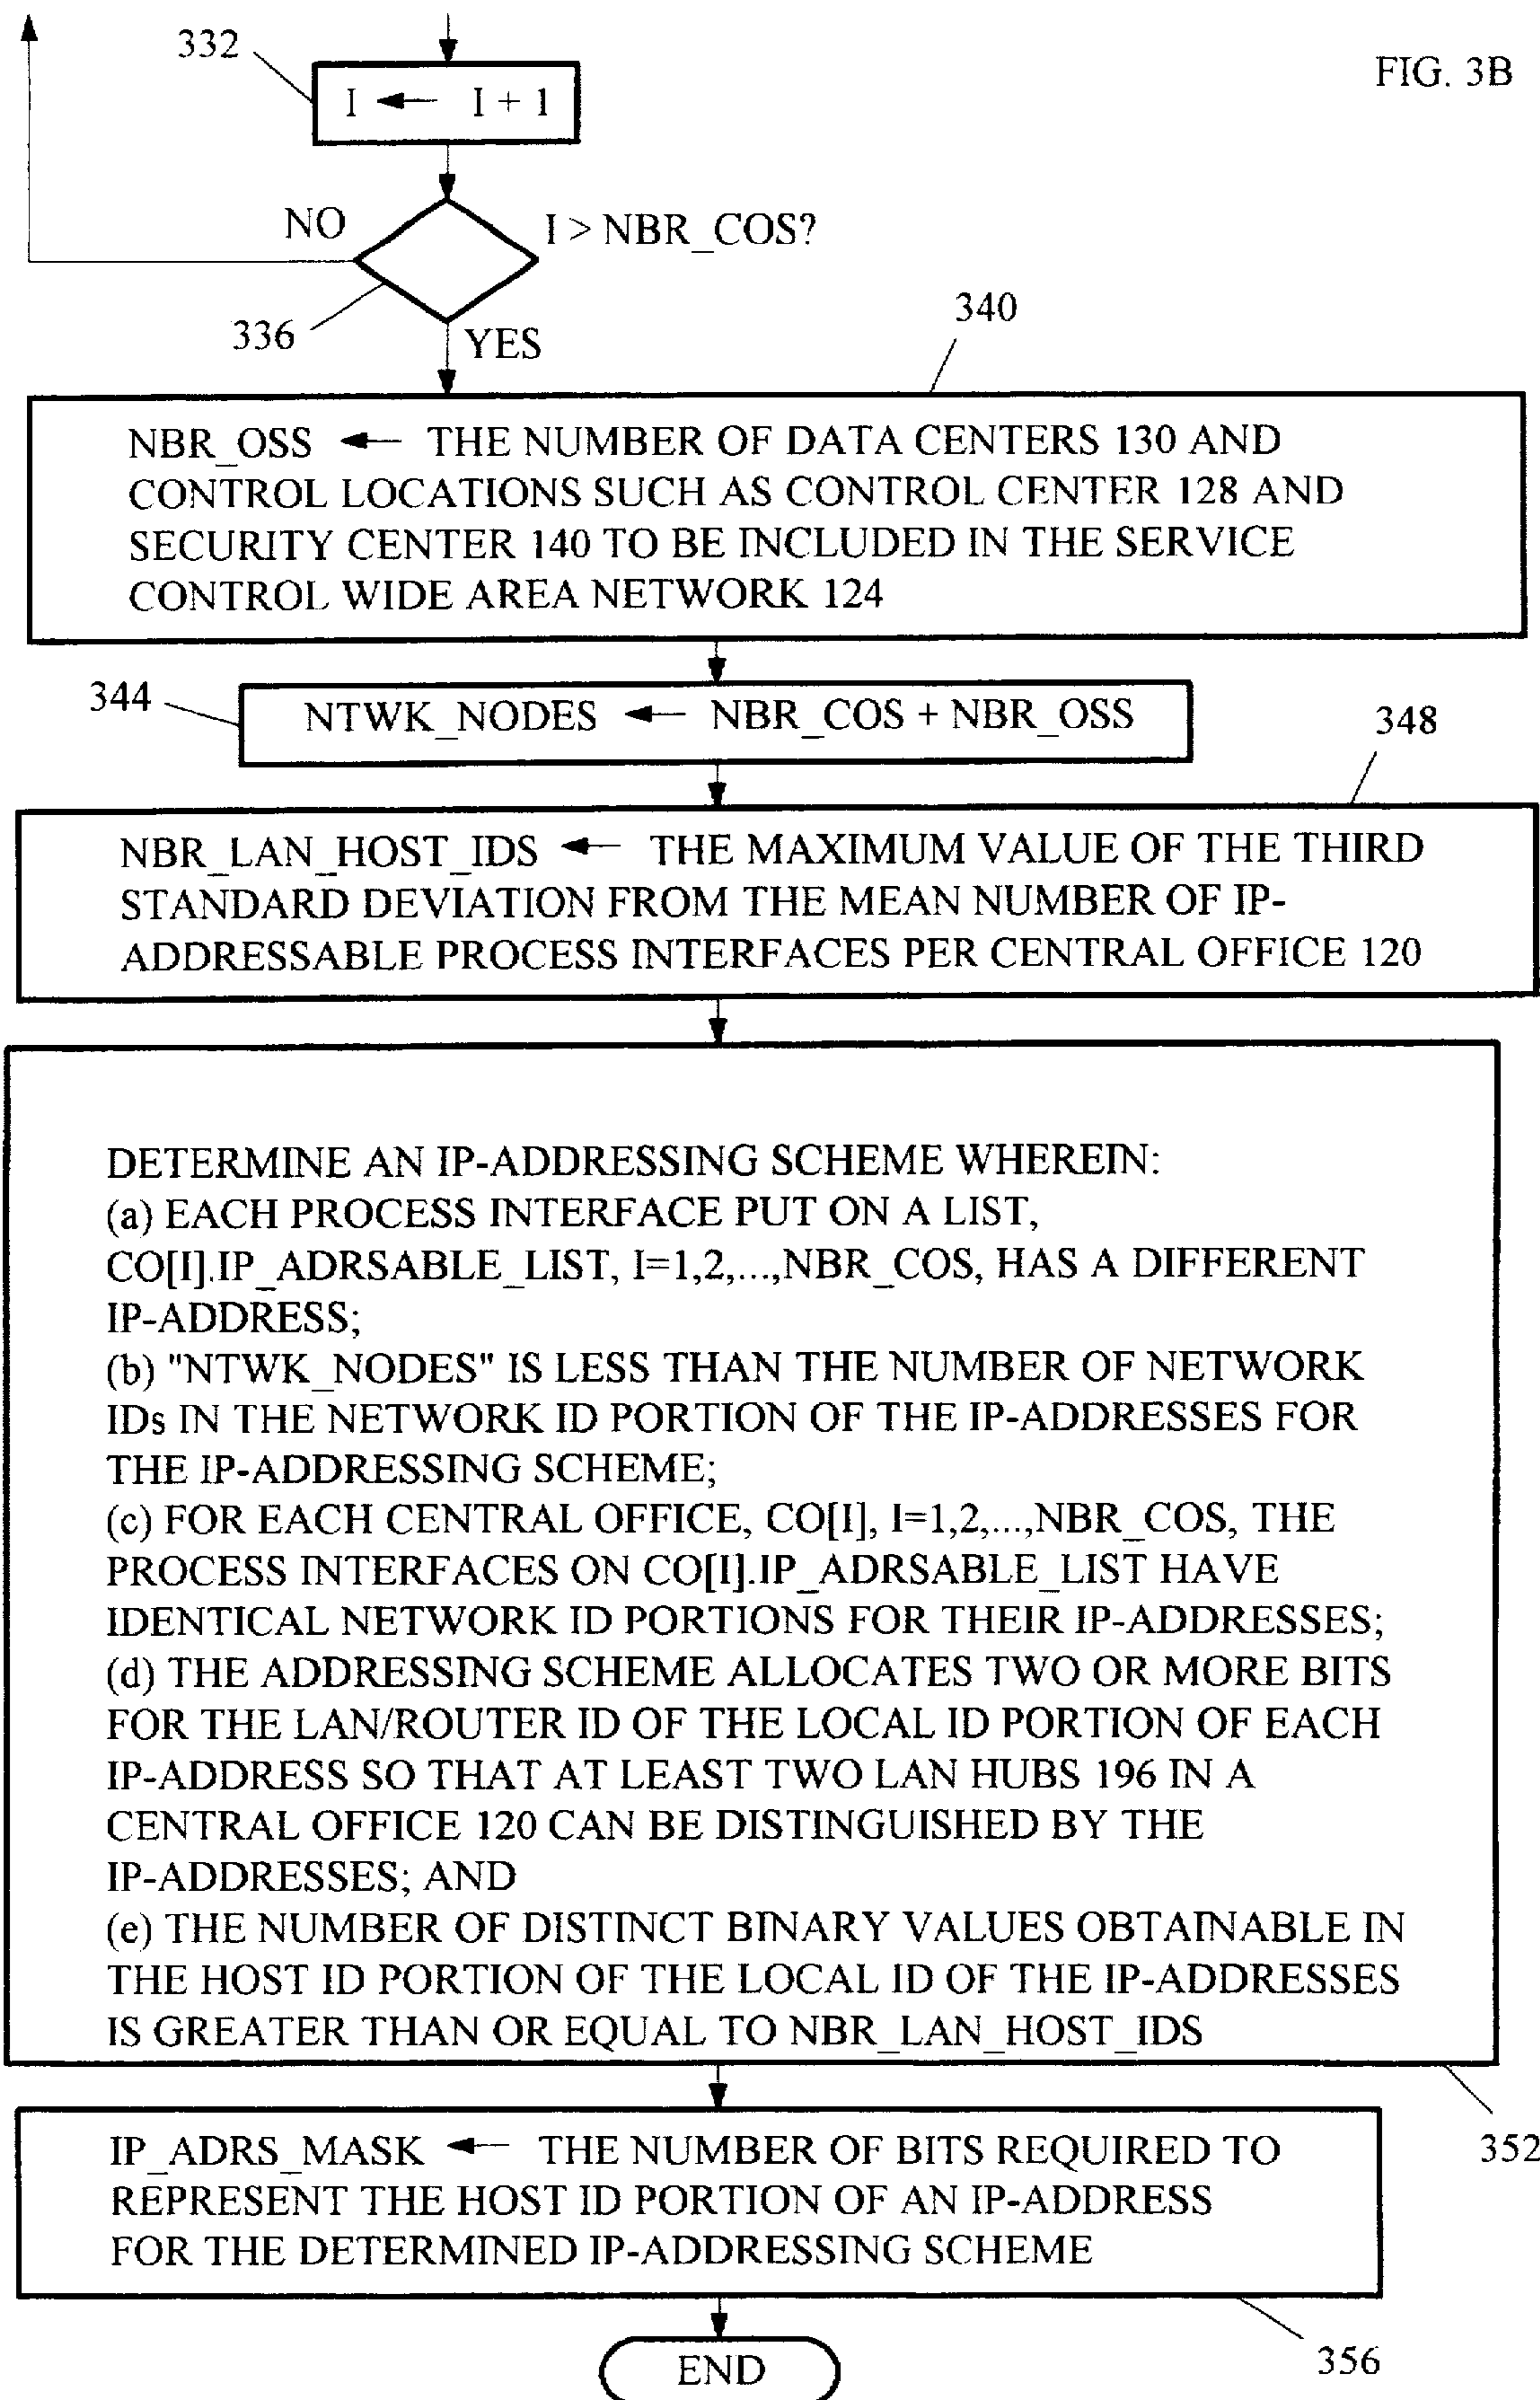 332
FIG. 3B
I ← I + 1
NO
I > NBR_COS?
336
YES
340
NBR_OSS ← THE NUMBER OF DATA CENTERS 130 AND
CONTROL LOCATIONS SUCH AS CONTROL CENTER 128 AND
SECURITY CENTER 140 TO BE INCLUDED IN THE SERVICE
CONTROL WIDE AREA NETWORK 124
344
NTWK_NODES ← NBR_COS + NBR_OSS
348
NBR_LAN_HOST_IDS ← THE MAXIMUM VALUE OF THE THIRD
STANDARD DEVIATION FROM THE MEAN NUMBER OF IP-
ADDRESSABLE PROCESS INTERFACES PER CENTRAL OFFICE 120
DETERMINE AN IP-ADDRESSING SCHEME WHEREIN:
(a) EACH PROCESS INTERFACE PUT ON A LIST,
CO[I].IP_ADRSABLE_LIST, I=1,2,...,NBR_COS, HAS A DIFFERENT
IP-ADDRESS;
(b) "NTWK_NODES" IS LESS THAN THE NUMBER OF NETWORK
IDs IN THE NETWORK ID PORTION OF THE IP-ADDRESSES FOR
THE IP-ADDRESSING SCHEME;
(c) FOR EACH CENTRAL OFFICE, CO[I], I=1,2,...,NBR_COS, THE
PROCESS INTERFACES ON CO[I].IP_ADRSABLE_LIST HAVE
IDENTICAL NETWORK ID PORTIONS FOR THEIR IP-ADDRESSES;
(d) THE ADDRESSING SCHEME ALLOCATES TWO OR MORE BITS
FOR THE LAN/ROUTER ID OF THE LOCAL ID PORTION OF EACH
IP-ADDRESS SO THAT AT LEAST TWO LAN HUBS 196 IN A
CENTRAL OFFICE 120 CAN BE DISTINGUISHED BY THE
IP-ADDRESSES; AND
(e) THE NUMBER OF DISTINCT BINARY VALUES OBTAINABLE IN
THE HOST ID PORTION OF THE LOCAL ID OF THE IP-ADDRESSES
IS GREATER THAN OR EQUAL TO NBR_LAN_HOST_IDS
352
IP_ADRS_MASK ← THE NUMBER OF BITS REQUIRED TO
REPRESENT THE HOST ID PORTION OF AN IP-ADDRESS
FOR THE DETERMINED IP-ADDRESSING SCHEME
356
END